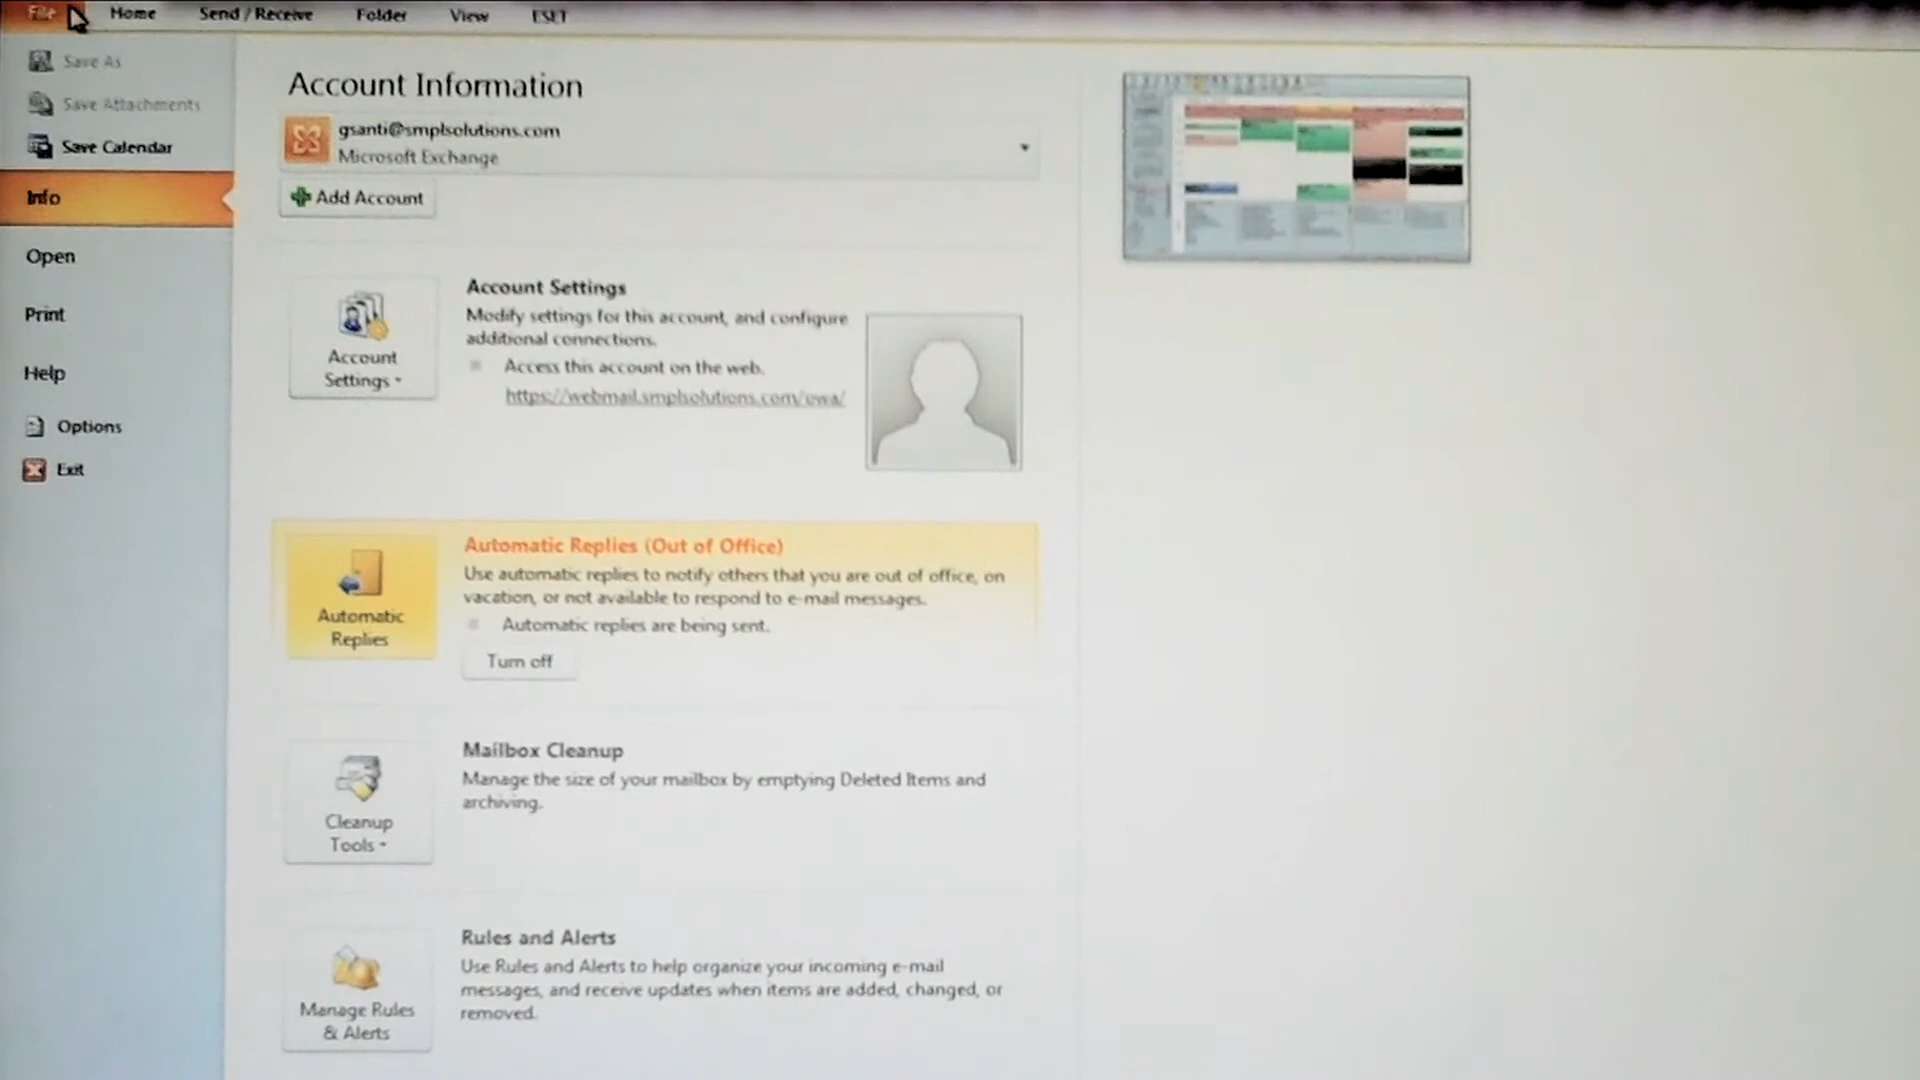 File Home Send / Receive Folder View ESET
Save As
Save Attachments
Save Calendar
Info
Open
Print
Help
Options
Exit
Account Information
gsanti@smplsolutions.com
Microsoft Exchange
Add Account
Account
Settings
Account Settings
Modify settings for this account, and configure
additional connections.
Access this account on the web.
https://webmail.smplsolutions.com/owa/
Automatic
Replies
Automatic Replies (Out of Office)
Use automatic replies to notify others that you are out of office, on
vacation, or not available to respond to e-mail messages.
Automatic replies are being sent.
Turn off
Cleanup
Tools
Mailbox Cleanup
Manage the size of your mailbox by emptying Deleted Items and
archiving.
Manage Rules
& Alerts
Rules and Alerts
Use Rules and Alerts to help organize your incoming e-mail
messages, and receive updates when items are added, changed, or
removed.